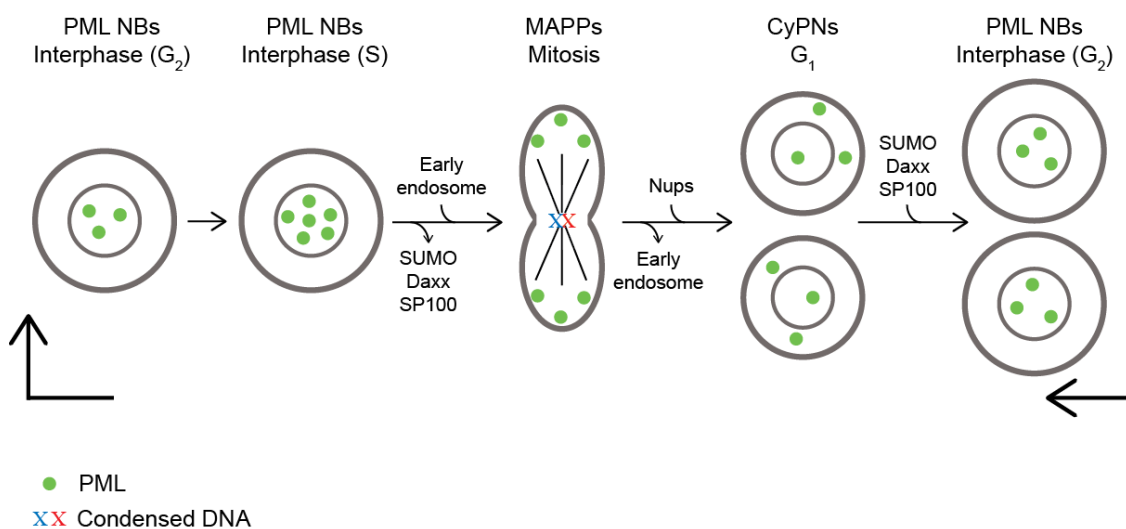 PML NBs
Interphase (G₂)
PML NBs
Interphase (S)
MAPPs
Mitosis
CyPNs
G₁
PML NBs
Interphase (G₂)
Early
endosome
SUMO
Daxx
SP100
Nups
Early
endosome
SUMO
Daxx
SP100
XX
PML
XX Condensed DNA